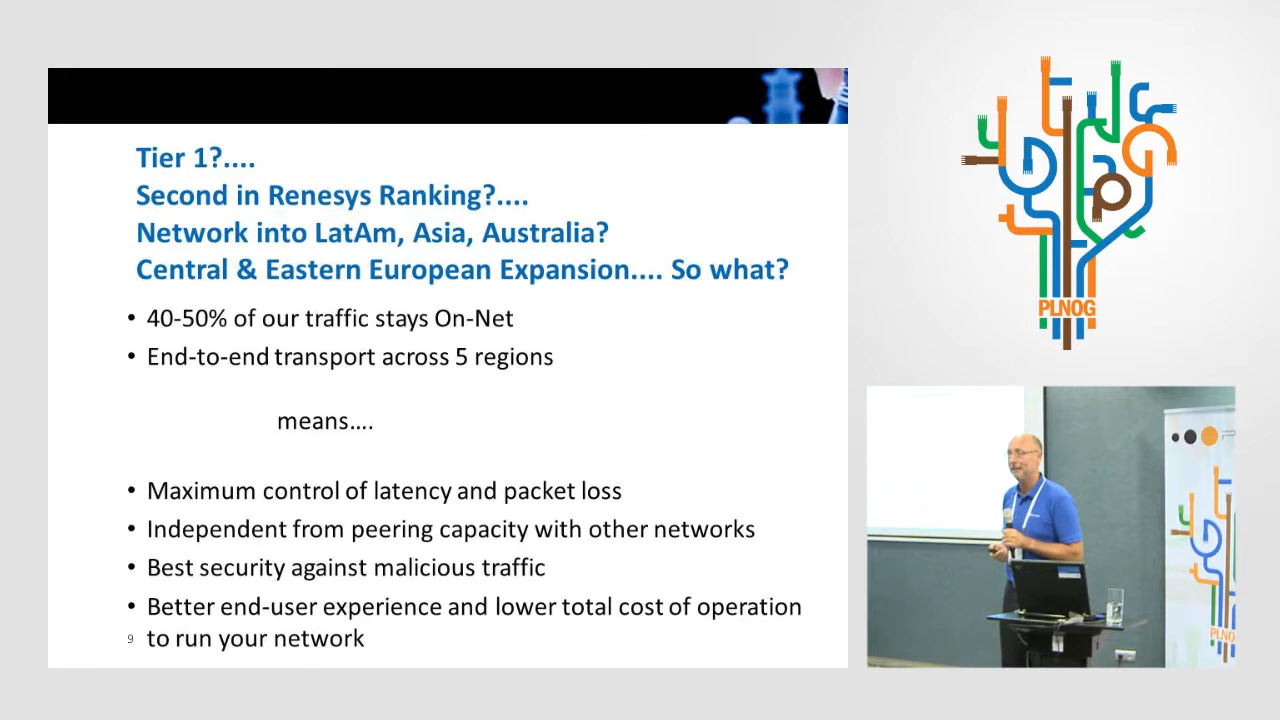 Tier 1?....
Second in Renesys Ranking?....
Network into LatAm, Asia, Australia?
Central & Eastern European Expansion.... So what?
• 40-50% of our traffic stays On-Net
• End-to-end transport across 5 regions
means....
• Maximum control of latency and packet loss
• Independent from peering capacity with other networks
• Best security against malicious traffic
• Better end-user experience and lower total cost of operation
to run your network
9
PLNOG
PLNOG